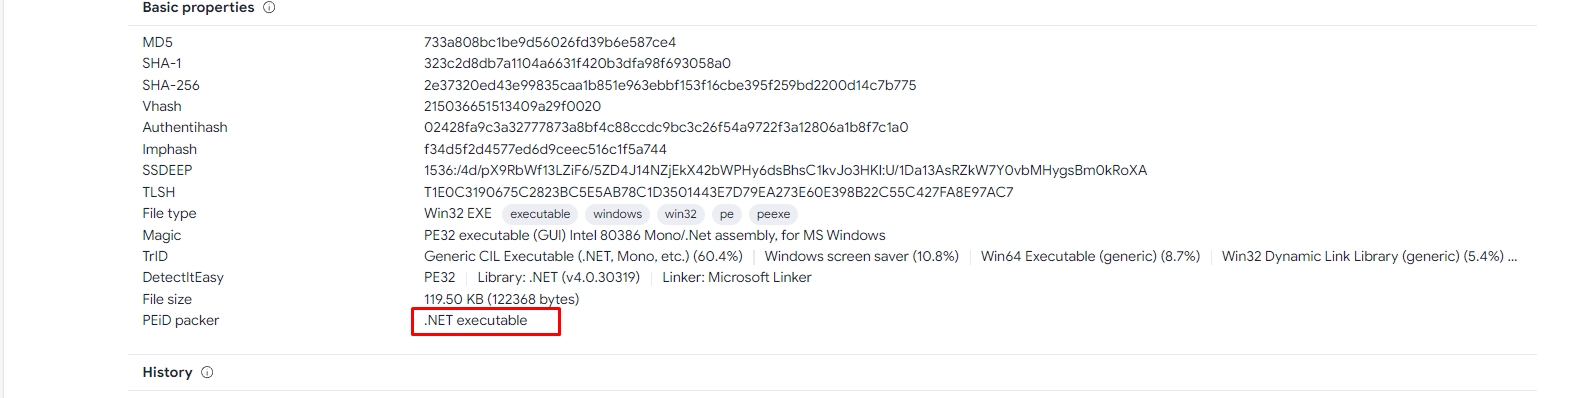 Basic properties
MD5 733a808bc1be9d56026fd39b6e587ce4
SHA-1 323c2d8db7a1104a6631f420b3dfa98f693058a0
SHA-256 2e37320ed43e99835caa1b851e963ebbf153f16cbe395f259bd2200d14c7b775
Vhash 215036651513409a29f0020
Authentihash 02428fa9c3a32777873a8bf4c88ccdc9bc3c26f54a9722f3a12806a1b8f7c1a0
Imphash f34d5f2d4577ed6d9ceec516c1f5a744
SSDEEP 1536:/4d/pX9RbWf13LZiF6/5ZD4J14NZjEkX42bWPHy6dsBhsC1kvJo3HKl:U/1Da13AsRZkW7Y0vbMHygsBm0kRoXA
TLSH T1E0C3190675C2823BC5E5AB78C1D3501443E7D79EA273E60E398B22C55C427FA8E97AC7
File type Win32 EXE executable windows win32 pe peexe
Magic PE32 executable (GUI) Intel 80386 Mono/.Net assembly, for MS Windows
TrID Generic CIL Executable (.NET, Mono, etc.) (60.4%) Windows screen saver (10.8%) Win64 Executable (generic) (8.7%) Win32 Dynamic Link Library (generic) (5.4%) ...
DetectItEasy PE32 Library: .NET (v4.0.30319) Linker: Microsoft Linker
File size 119.50 KB (122368 bytes)
PEiD packer .NET executable
History